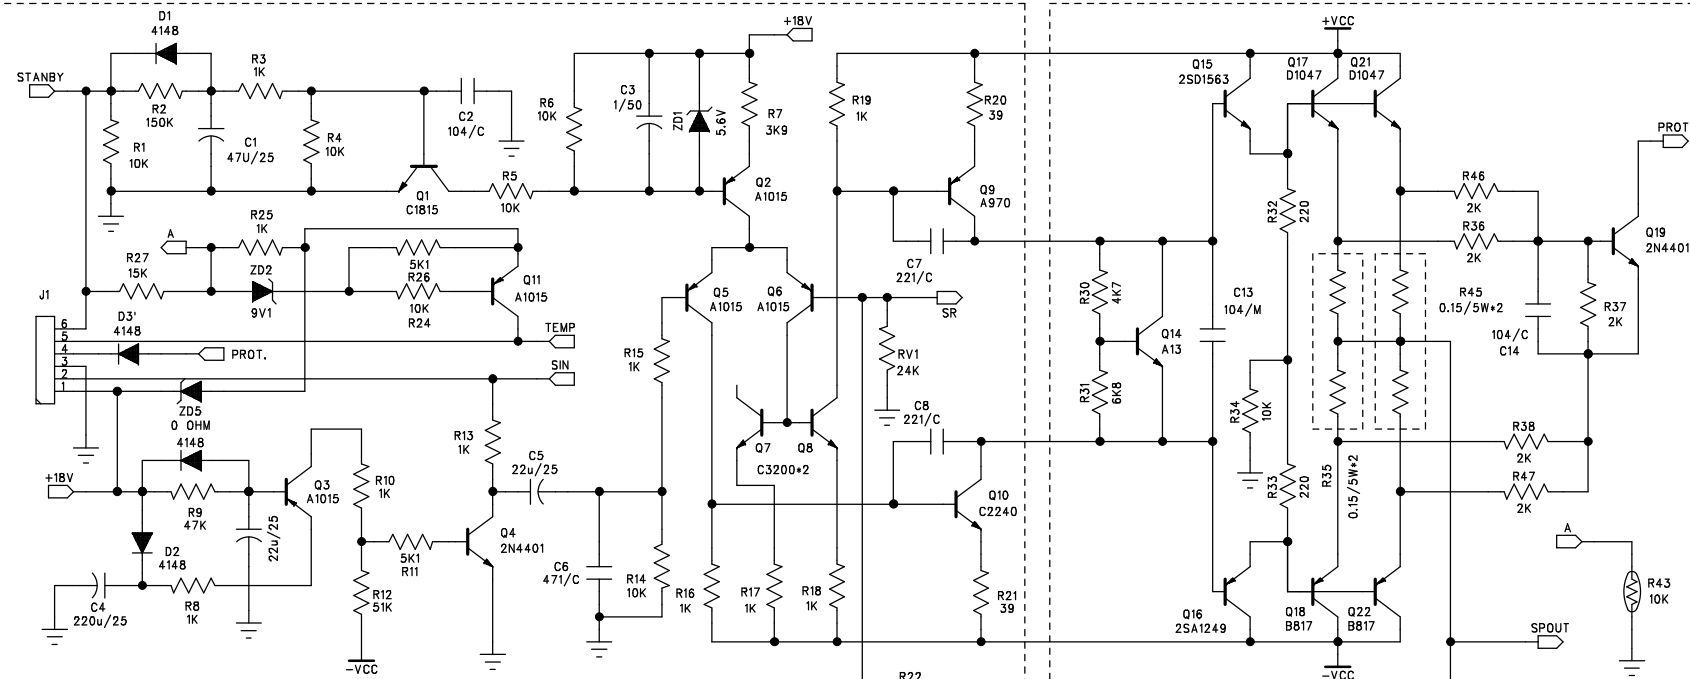 D1
4148
+18V
+VCC
STANBY
R3
1K
R2
150K
R1
10K
C1
47U/25
R4
10K
C2
104/C
Q1
C1815
R5
10K
R6
10K
C3
1/50
ZD1
5.6V
R7
3K9
Q2
A1015
R19
1K
R20
39
Q9
A970
Q15
2SD1563
Q17
D1047
Q21
D1047
PROT
R46
2K
R36
2K
Q19
2N4401
R32
220
A
R25
1K
R27
15K
ZD2
9V1
5K1
R26
10K
R24
Q11
A1015
C7
221/C
J1
6
5
4
3
2
1
D3'
4148
PROT.
TEMP
SIN
ZD5
0 OHM
4148
Q5
A1015
Q6
A1015
SR
RV1
24K
R15
1K
R30
4K7
C13
104/M
Q14
A13
R31
6K8
R34
10K
R45
0.15/5W*2
104/C
C14
R37
2K
C8
221/C
Q7
Q8
C3200*2
R38
2K
R47
2K
R35
0.15/5W*2
R33
220
+18V
R9
47K
22u/25
Q3
A1015
R10
1K
R13
1K
C5
22u/25
Q4
2N4401
5K1
R11
D2
4148
C4
220u/25
R8
1K
R12
51K
-VCC
C6
471/C
R14
10K
R16
1K
R17
1K
R18
1K
Q10
C2240
R21
39
Q16
2SA1249
Q18
B817
Q22
B817
A
R43
10K
SPOUT
-VCC
R22